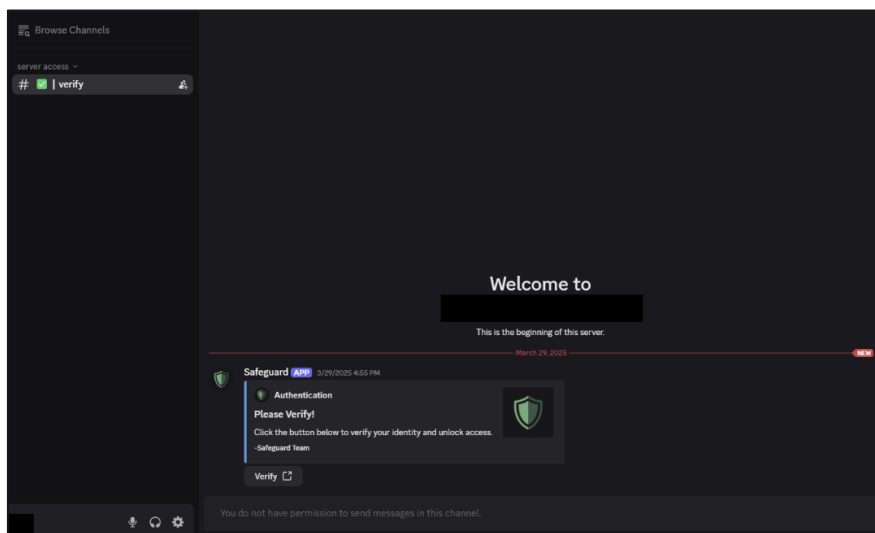 Browse Channels
server access
# ✅ | verify
Welcome to
This is the beginning of this server.
March 29, 2025
NEW
Safeguard APP 3/29/2025 4:55 PM
Authentication
Please Verify!
Click the button below to verify your identity and unlock access.
-Safeguard Team
Verify
You do not have permission to send messages in this channel.